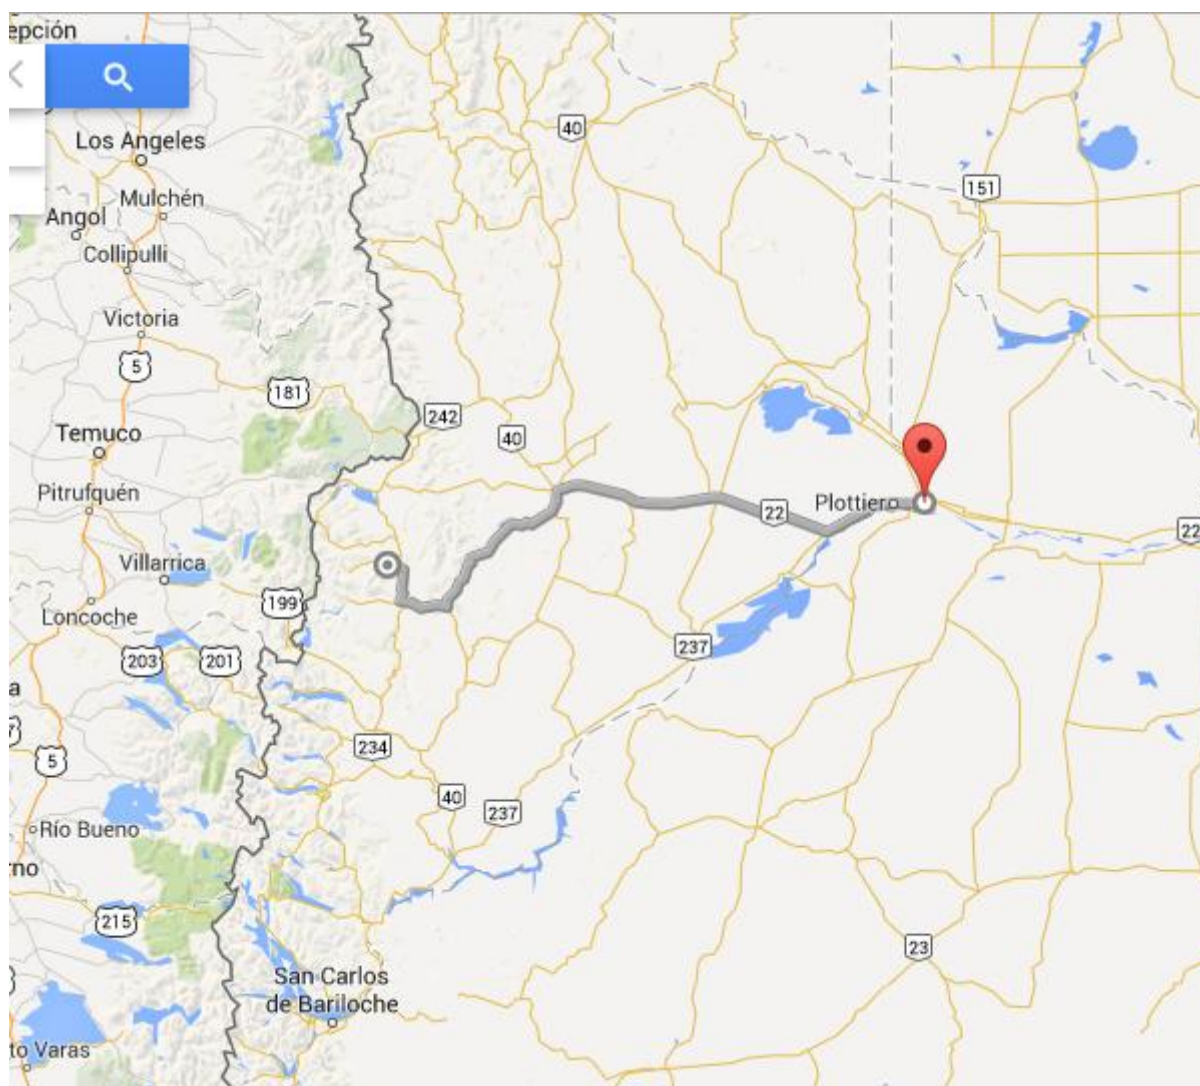 epción
Los Angeles
40
Mulchén
151
Angol
Collipulli
Victoria
5
181
242
40
Temuco
Pitrufquén
Plottiero
22
22
Villarrica
199
Loncoche
203
201
237
a
234
5
40
237
Río Bueno
rno
215
23
San Carlos
de Bariloche
to Varas